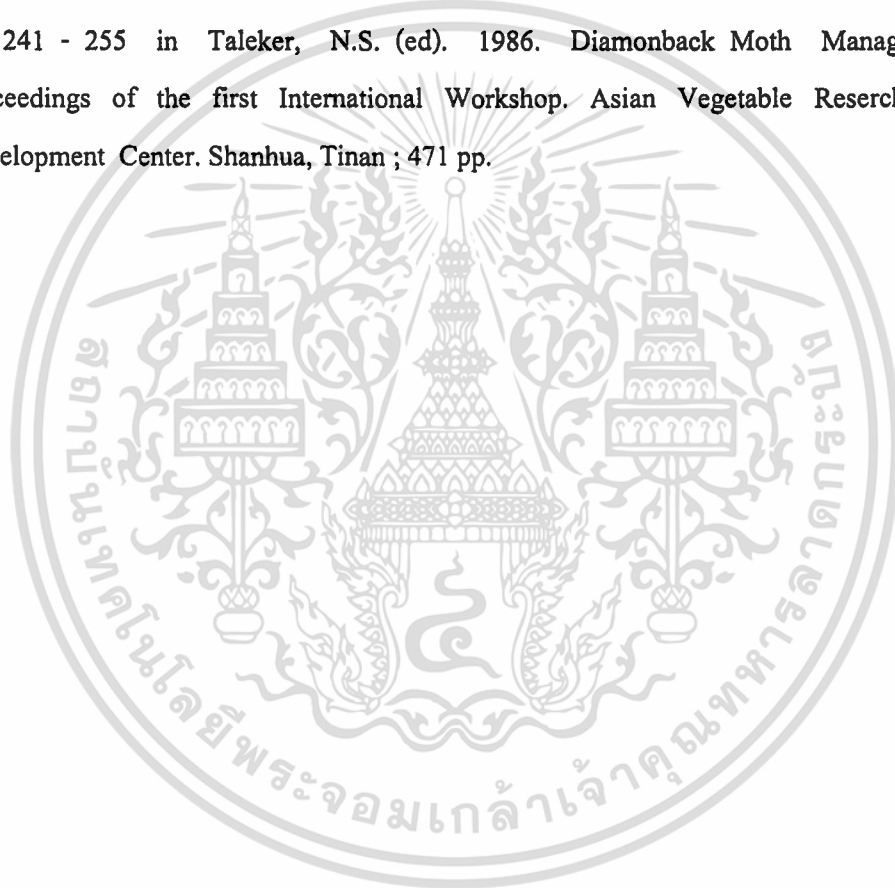 241 - 255 in Taleker, N.S. (ed). 1986. Diamonback Moth Manag
ceedings of the first International Workshop. Asian Vegetable Reserch
elopment Center. Shanhua, Tinan ; 471 pp.
สถาบันเทคโนโลยีพระจอมเกล้าเจ้าคุณทหารลาดกระบัง